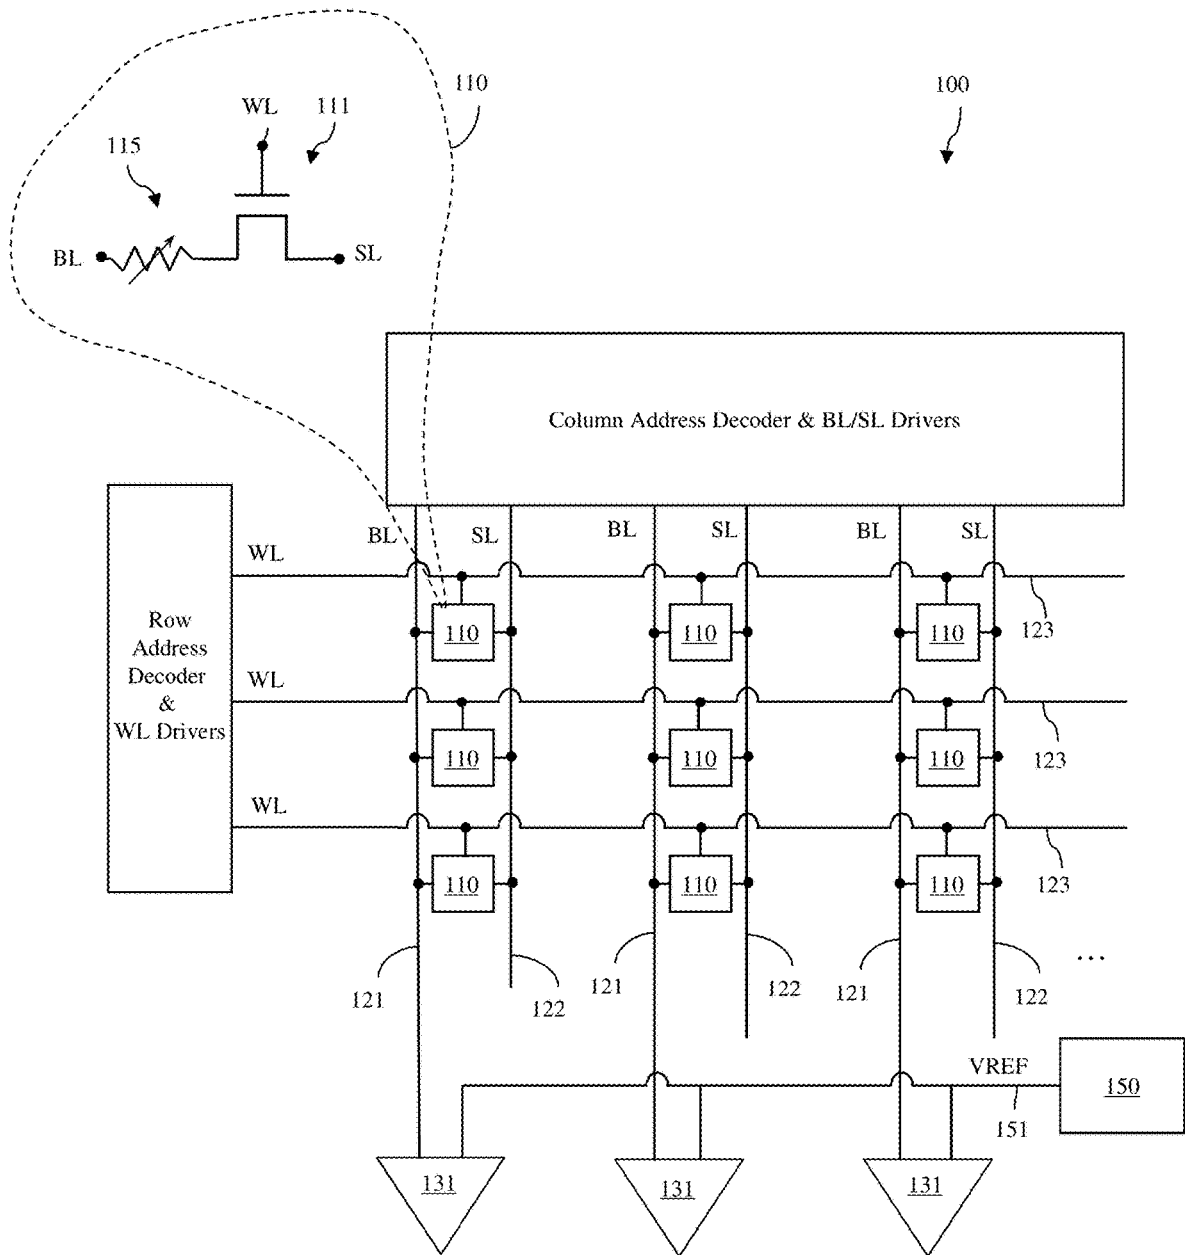 110
100
WL
111
115
BL
SL
Column Address Decoder & BL/SL Drivers
BL
SL
BL
SL
BL
SL
WL
Row
Address
Decoder
&
WL Drivers
110
110
110
123
WL
110
110
110
123
WL
110
110
110
123
121
122
121
122
121
122
...
VREF
150
151
131
131
131